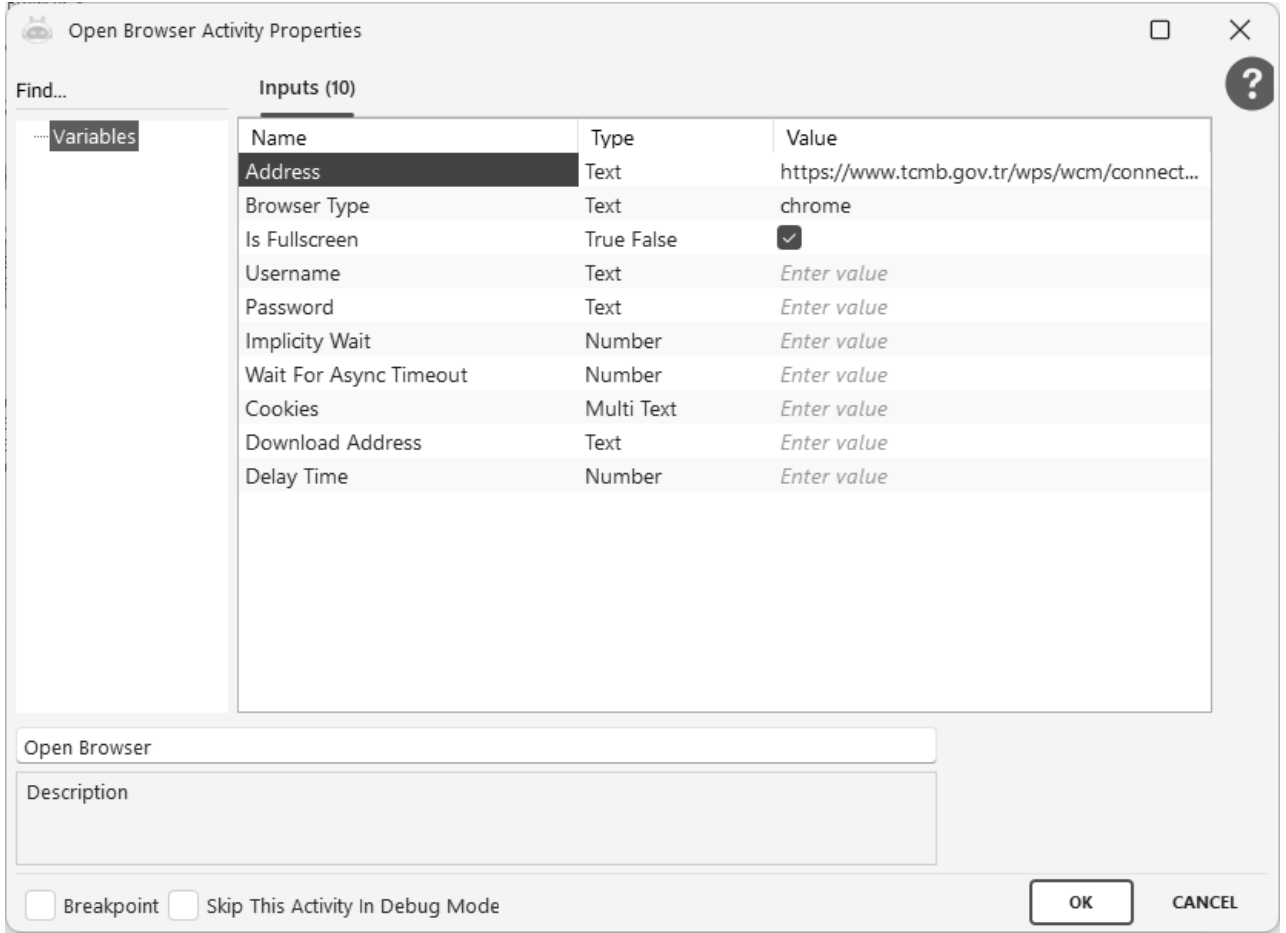 Open Browser Activity Properties
?
Find...
Inputs (10)
Variables
Name Type Value
Address Text https://www.tcmb.gov.tr/wps/wcm/connect...
Browser Type Text chrome
Is Fullscreen True False
Username Text Enter value
Password Text Enter value
Implicity Wait Number Enter value
Wait For Async Timeout Number Enter value
Cookies Multi Text Enter value
Download Address Text Enter value
Delay Time Number Enter value
Open Browser
Description
Breakpoint Skip This Activity In Debug Mode OK CANCEL